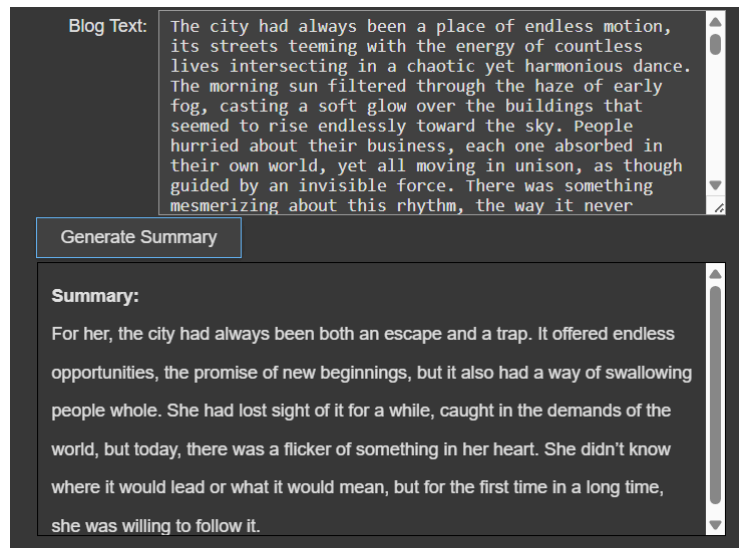 Blog Text:
The city had always been a place of endless motion,
its streets teeming with the energy of countless
lives intersecting in a chaotic yet harmonious dance.
The morning sun filtered through the haze of early
fog, casting a soft glow over the buildings that
seemed to rise endlessly toward the sky. People
hurried about their business, each one absorbed in
their own world, yet all moving in unison, as though
guided by an invisible force. There was something
mesmerizing about this rhythm, the way it never
Generate Summary
Summary:
For her, the city had always been both an escape and a trap. It offered endless
opportunities, the promise of new beginnings, but it also had a way of swallowing
people whole. She had lost sight of it for a while, caught in the demands of the
world, but today, there was a flicker of something in her heart. She didn't know
where it would lead or what it would mean, but for the first time in a long time,
she was willing to follow it.